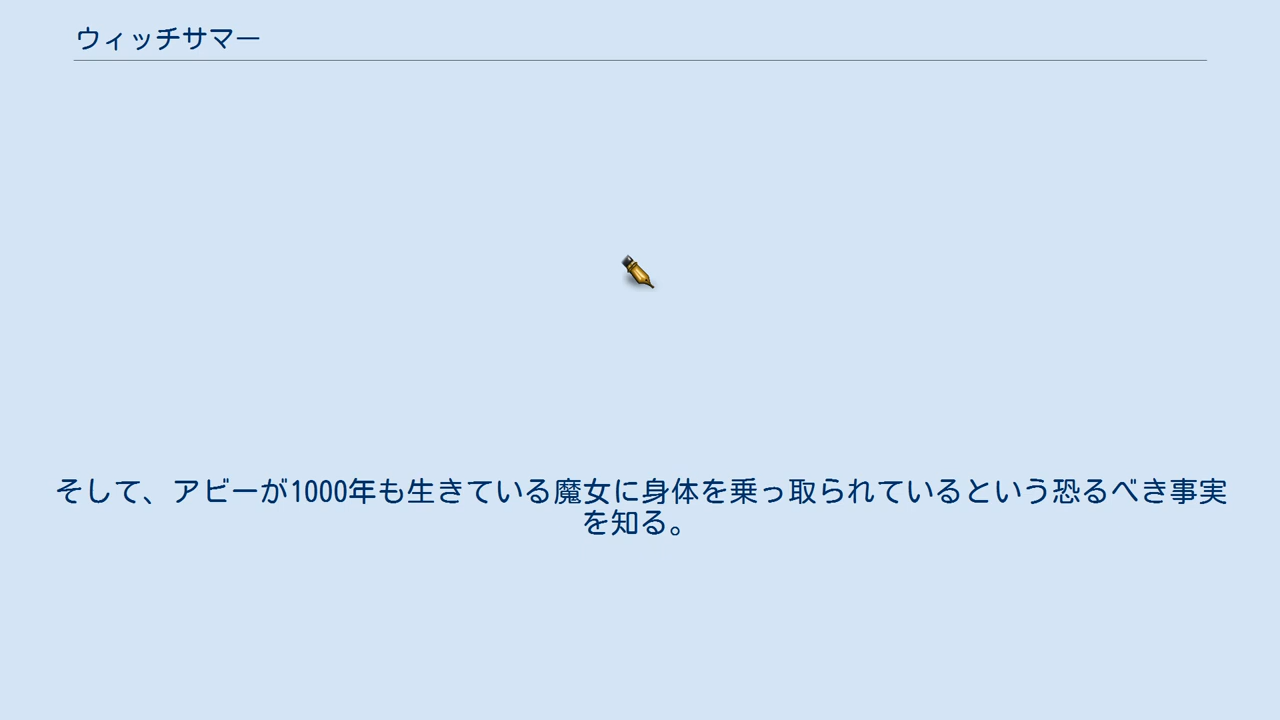 ウィッチサマー
そして、アビーが1000年も生きている魔女に身体を乗っ取られているという恐るべき事実
を知る。